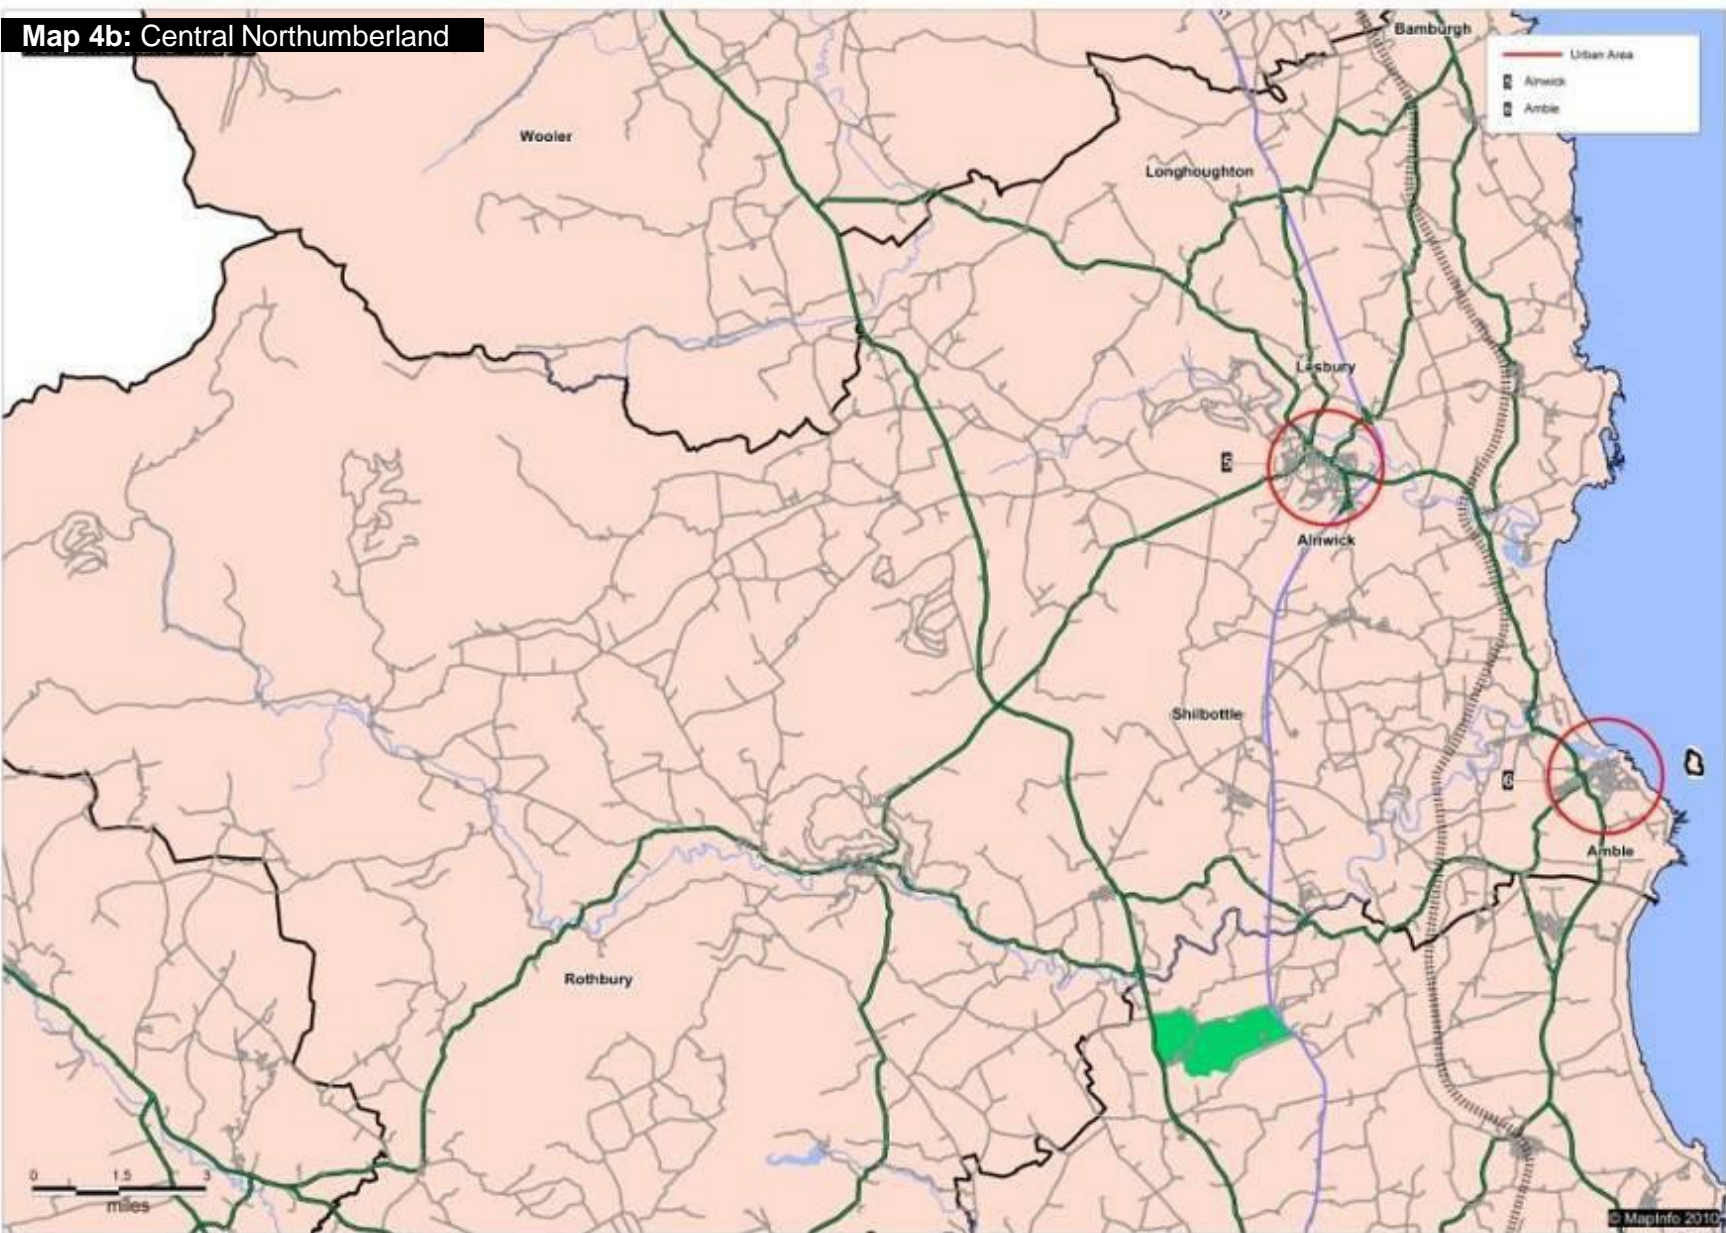 Map 4b: Central Northumberland
Bamburgh
Urban Area
Alnwick
Amble
Wooler
Longhoughton
Lesbury
5
Alnwick
Shilbottle
6
Amble
Rothbury
0 1.5 3
miles
© MapInfo 2010